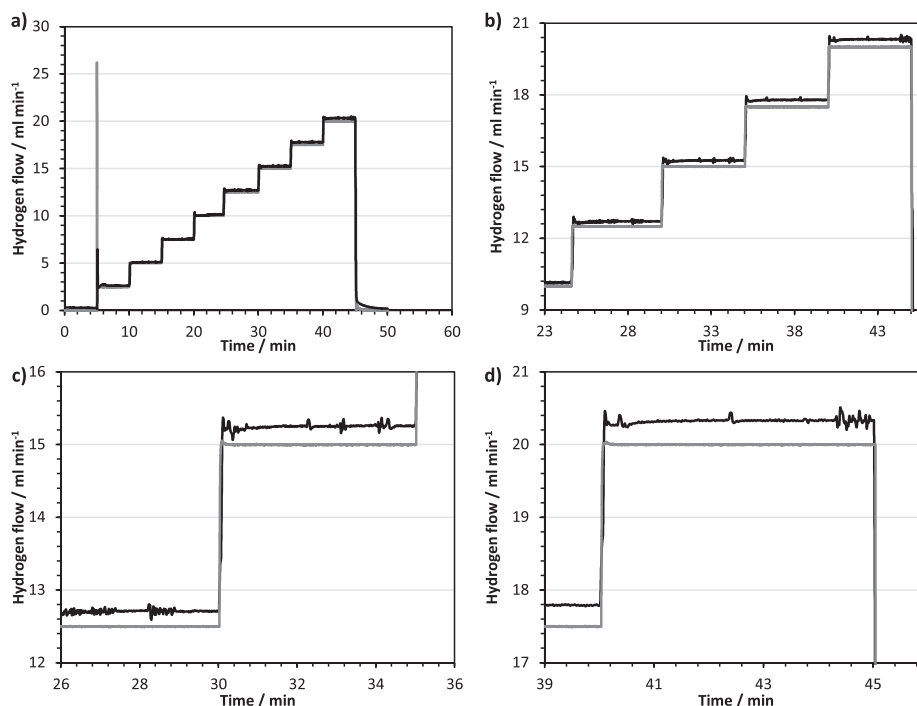 a)
Hydrogen flow / ml min⁻¹
30
25
20
15
10
5
0
0 10 20 30 40 50 60
Time / min
b)
Hydrogen flow / ml min⁻¹
21
18
15
12
9
23 28 33 38 43
Time / min
c)
Hydrogen flow / ml min⁻¹
16
15
14
13
12
26 28 30 32 34 36
Time / min
d)
Hydrogen flow / ml min⁻¹
21
20
19
18
17
39 41 43 45
Time / min